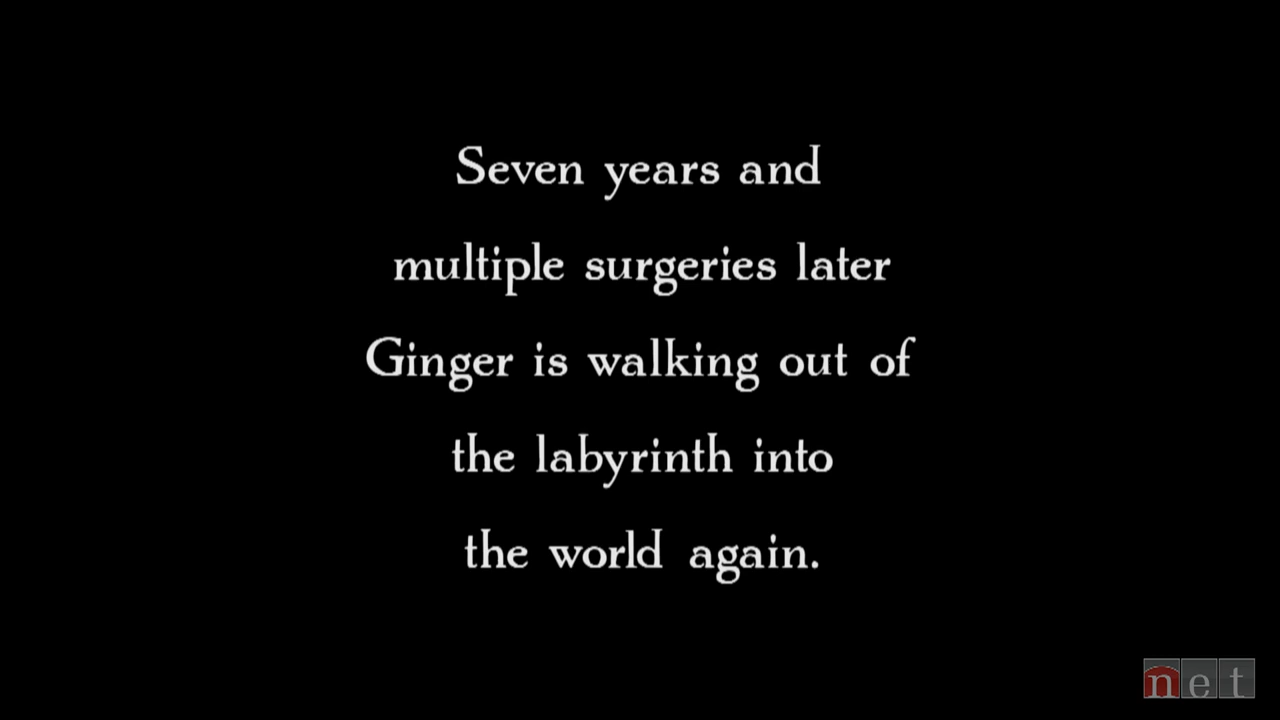 Seven years and
multiple surgeries later
Ginger is walking out of
the labyrinth into
the world again.
net